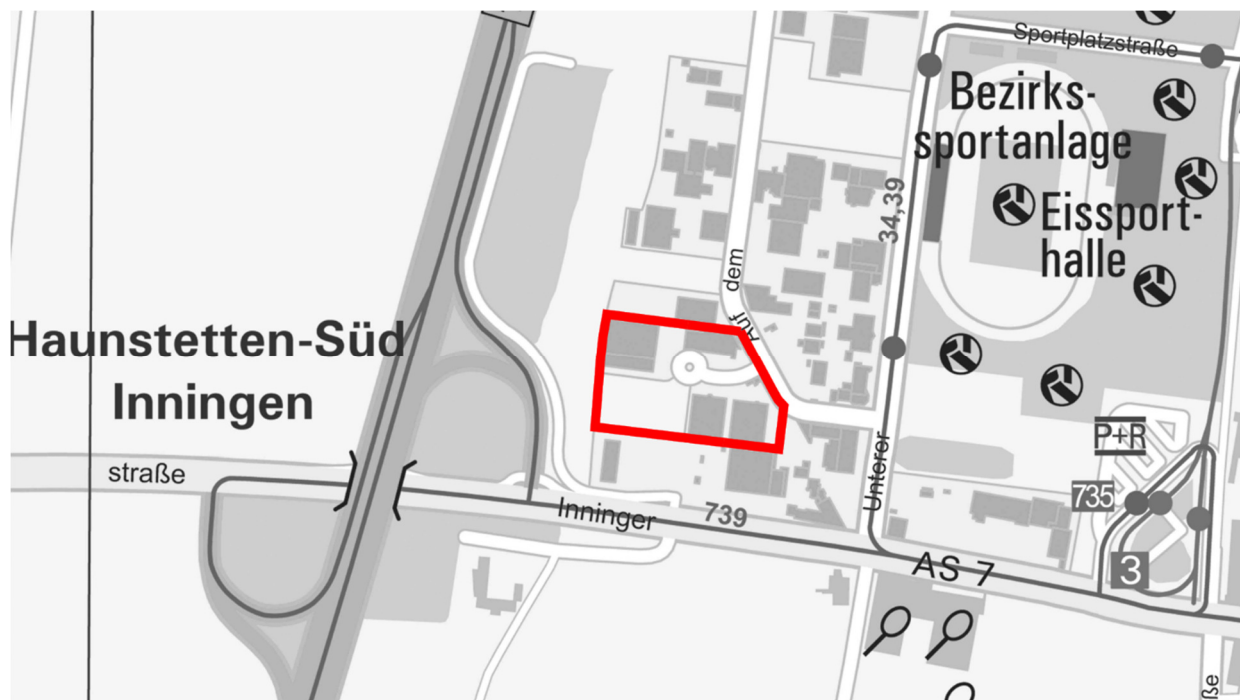 Sportplatzstraße
Bezirks-
sportanlage
34,39
Eissport-
halle
dem
Auf
Haunstetten-Süd
Inningen
P+R
straße
Unterer
735
Inninger
739
AS 7
3
ße